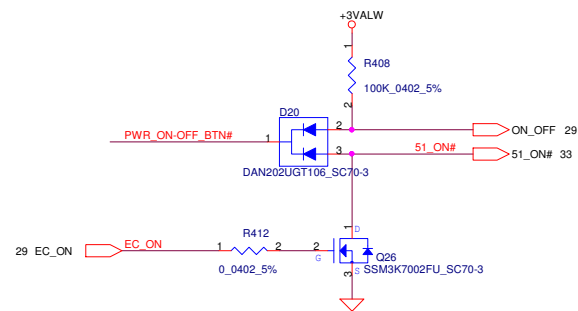 +3VALW
1
R408
100K_0402_5%
2
D20
PWR_ON-OFF_BTN#
1
2
3
ON_OFF 29
51_ON#
51_ON# 33
DAN202UGT106_SC70-3
R412
1
2
0_0402_5%
29 EC_ON
EC_ON
2
G
1
D
Q26
SSM3K7002FU_SC70-3
3
S